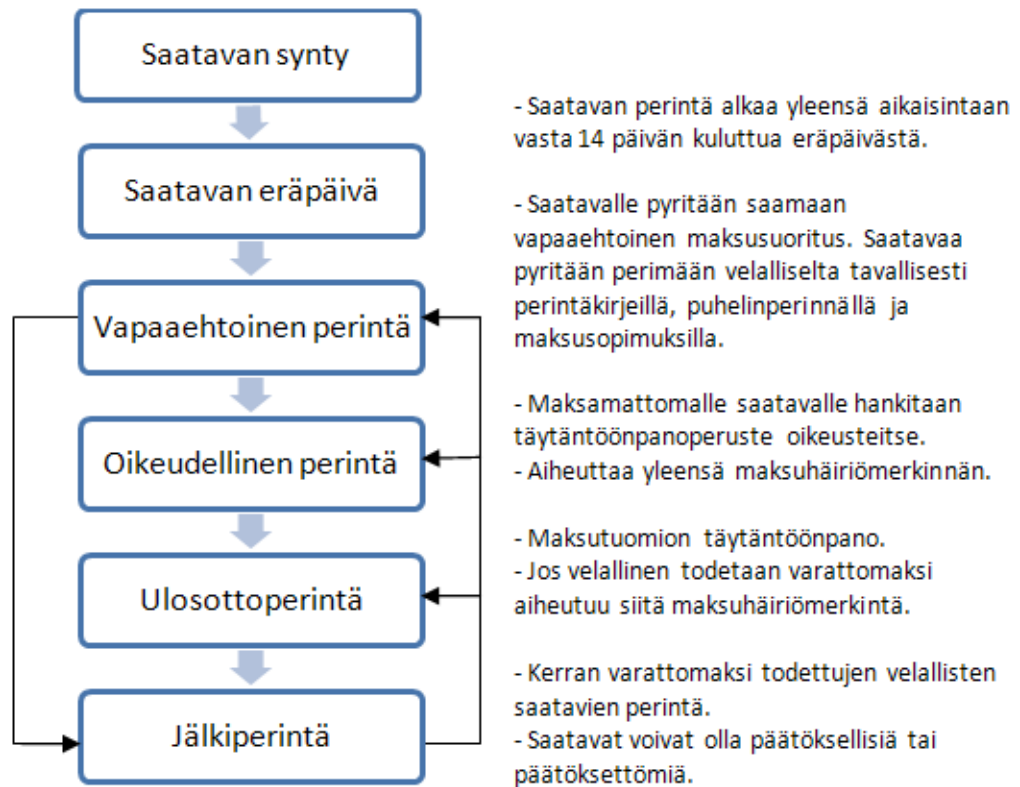 Saatavan synty
Saatavan eräpäivä
Vapaaehtoinen perintä
Oikeudellinen perintä
Ulosottoperintä
Jälkiperintä
- Saatavan perintä alkaa yleensä aikaisintaan
vasta 14 päivän kuluttua eräpäivästä.
- Saatavalle pyritään saamaan
vapaaehtoinen maksusuoritus. Saatavaa
pyritään perimään velalliselta tavallisesti
perintäkirjeillä, puhelinperinnällä ja
maksusopimuksilla.
- Maksamattomalle saatavalle hankitaan
täytäntöönpanoperuste oikeusteitse.
- Aiheuttaa yleensä maksuhäiriömerkinnän.
- Maksutuomion täytäntöönpano.
- Jos velallinen todetaan varattomaksi
aiheutuu siitä maksuhäiriömerkintä.
- Kerran varattomaksi todettujen velallisten
saatavien perintä.
- Saatavat voivat olla päätöksellisiä tai
päätöksettömiä.